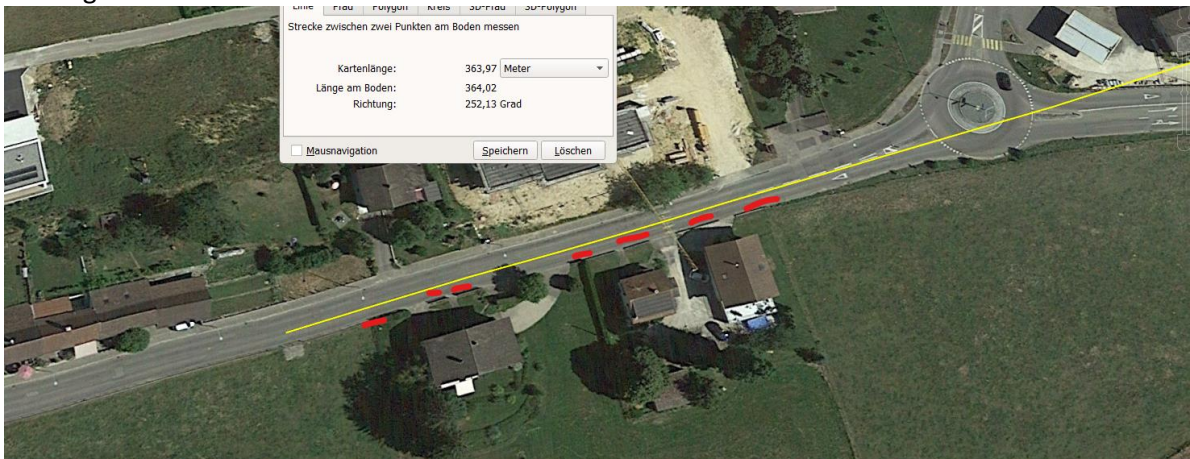 Linie Pfad Polygon Kreis 3D-Pfad 3D-Polygon
Strecke zwischen zwei Punkten am Boden messen
Kartenlänge: 363,97 Meter
Länge am Boden: 364,02
Richtung: 252,13 Grad
Mausnavigation Speichern Löschen